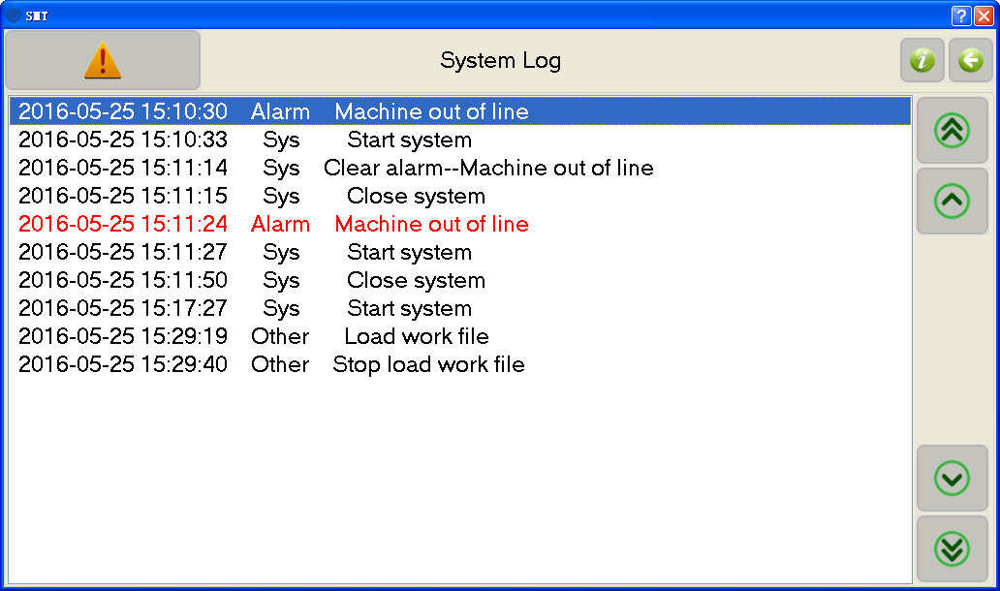 SMT
System Log
2016-05-25 15:10:30 Alarm Machine out of line
2016-05-25 15:10:33 Sys Start system
2016-05-25 15:11:14 Sys Clear alarm--Machine out of line
2016-05-25 15:11:15 Sys Close system
2016-05-25 15:11:24 Alarm Machine out of line
2016-05-25 15:11:27 Sys Start system
2016-05-25 15:11:50 Sys Close system
2016-05-25 15:17:27 Sys Start system
2016-05-25 15:29:19 Other Load work file
2016-05-25 15:29:40 Other Stop load work file